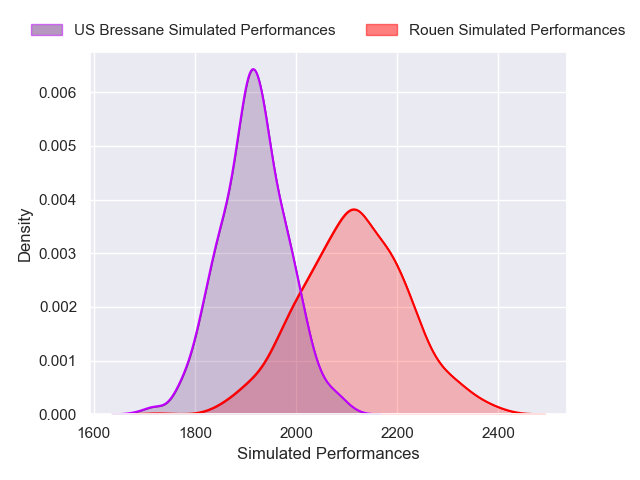 US Bressane Simulated Performances Rouen Simulated Performances
0.006
0.005
0.004
0.003
0.002
0.001
0.000
Density
1600 1800 2000 2200 2400
Simulated Performances